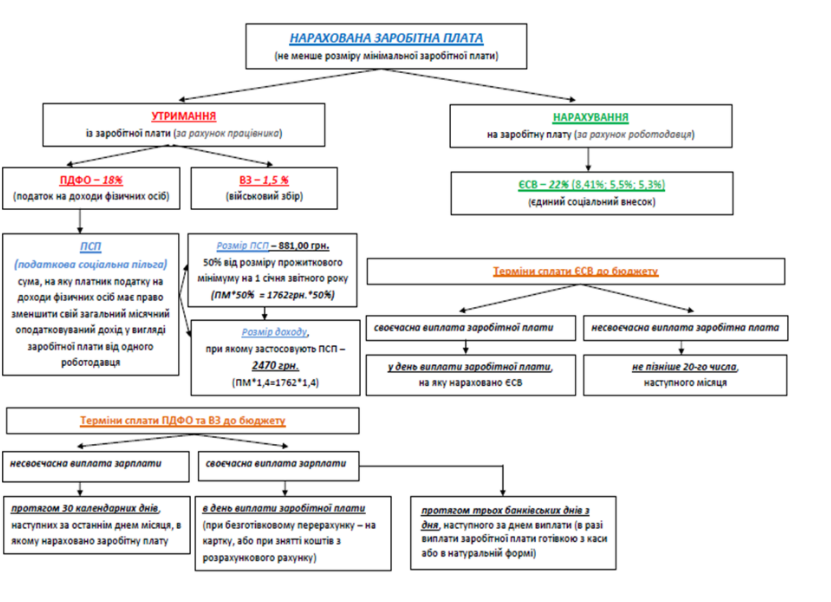 НАРАХОВАНА ЗАРОБІТНА ПЛАТА
(не менше розміру мінімальної заробітної плати)
УТРИМАННЯ
із заробітної плати (за рахунок працівника)
НАРАХУВАННЯ
на заробітну плату (за рахунок роботодавця)
ПДФО – 18%
(податок на доходи фізичних осіб)
ВЗ – 1,5 %
(військовий збір)
ЄСВ – 22% (8,41%; 5,5%; 5,3%)
(єдиний соціальний внесок)
ПСП
(податкова соціальна пільга)
сума, на яку платник податку на
доходи фізичних осіб має право
зменшити свій загальний місячний
оподатковуваний дохід у вигляді
заробітної плати від одного
роботодавця
Розмір ПСП – 881,00 грн.
50% від розміру прожиткового
мінімуму на 1 січня звітного року
(ПМ*50% = 1762грн.*50%)
Розмір доходу,
при якому застосовують ПСП –
2470 грн.
(ПМ*1,4=1762*1,4)
Терміни сплати ЄСВ до бюджету
своєчасна виплата заробітної плати
несвоєчасна виплата заробітна плата
у день виплати заробітної плати,
на яку нараховано ЄСВ
не пізніше 20-го числа,
наступного місяця
Терміни сплати ПДФО та ВЗ до бюджету
несвоєчасна виплата зарплати
своєчасна виплата зарплати
протягом 30 календарних днів,
наступних за останнім днем місяця, в
якому нараховано заробітну плату
в день виплати заробітної плати
(при безготівковому перерахунку – на
картку, або при знятті коштів з
розрахункового рахунку)
протягом трьох банківських днів з
дня, наступного за днем виплати (в разі
виплати заробітної плати готівкою з каси
або в натуральній формі)